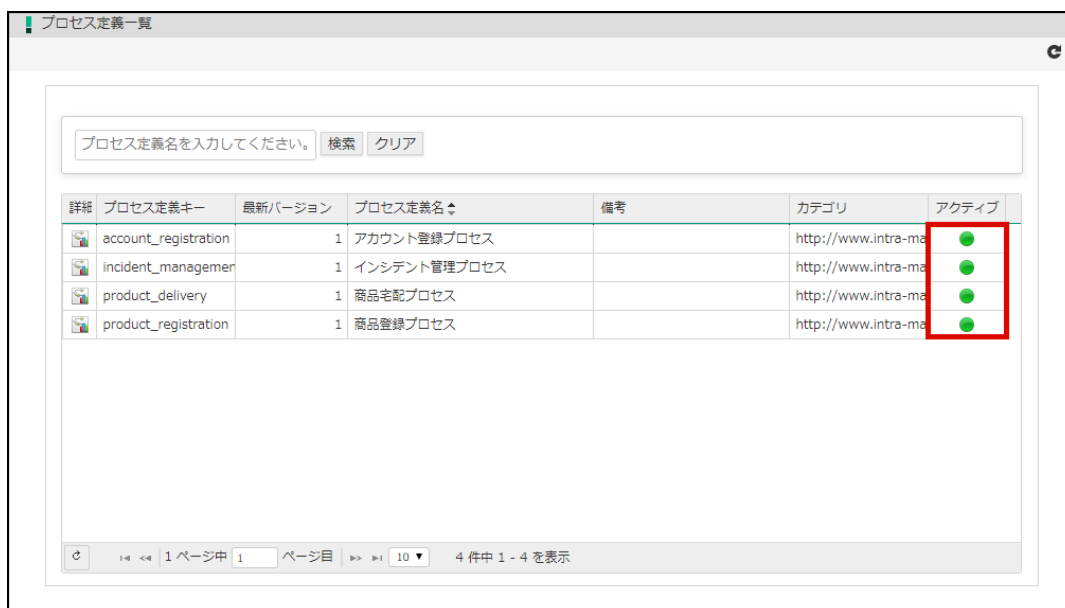 プロセス定義一覧
プロセス定義名を入力してください。 検索 クリア
詳細 プロセス定義キー 最新バージョン プロセス定義名 備考 カテゴリ アクティブ
account_registration 1 アカウント登録プロセス http://www.intra-ma
incident_managemen 1 インシデント管理プロセス http://www.intra-ma
product_delivery 1 商品宅配プロセス http://www.intra-ma
product_registration 1 商品登録プロセス http://www.intra-ma
1 ページ中 1 ページ目 10 4 件中 1 - 4 を表示